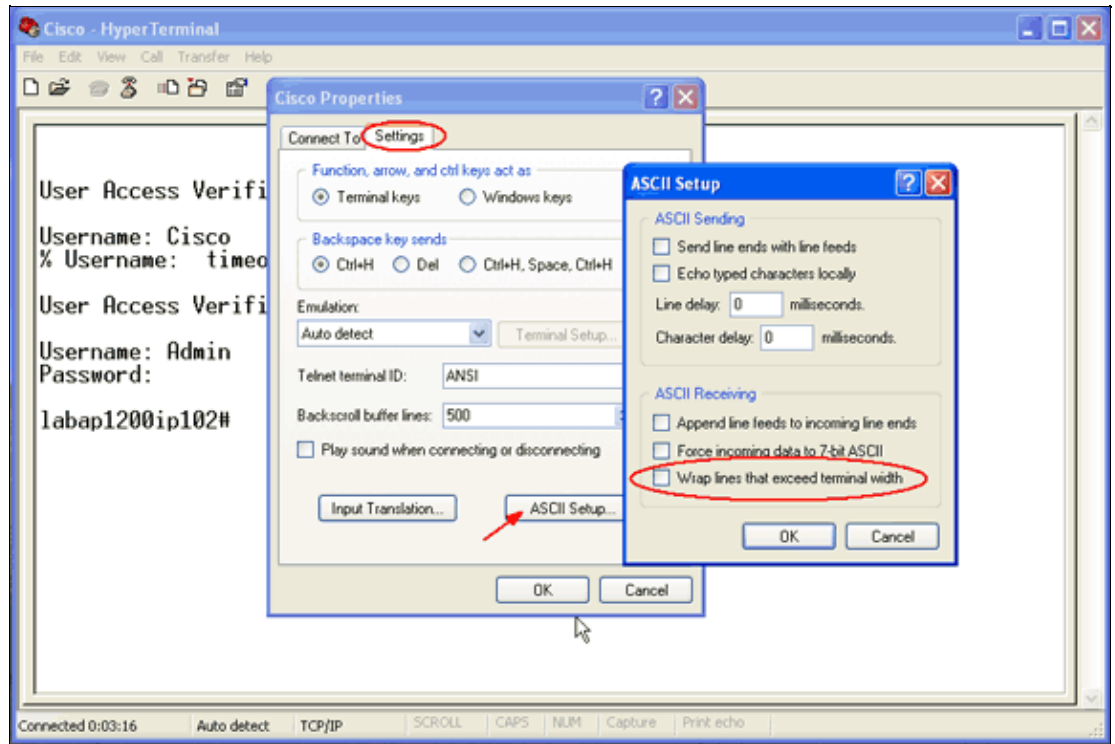 Cisco - HyperTerminal
File Edit View Call Transfer Help
Cisco Properties
Connect To Settings
Function, arrow, and ctrl keys act as
Terminal keys Windows keys
Backspace key sends
Ctrl+H Del Ctrl+H, Space, Ctrl+H
Emulation:
Auto detect Terminal Setup...
Telnet terminal ID: ANSI
Backscroll buffer lines: 500
Play sound when connecting or disconnecting
Input Translation... ASCII Setup...
OK Cancel
ASCII Setup
ASCII Sending
Send line ends with line feeds
Echo typed characters locally
Line delay: 0 milliseconds.
Character delay: 0 milliseconds.
ASCII Receiving
Append line feeds to incoming line ends
Force incoming data to 7-bit ASCII
Wrap lines that exceed terminal width
OK Cancel
User Access Verifi
Username: Cisco
% Username: timeo
User Access Verifi
Username: Admin
Password:
labap1200ip102#
Connected 0:03:16 Auto detect TCP/IP SCROLL CAPS NUM Capture Print echo